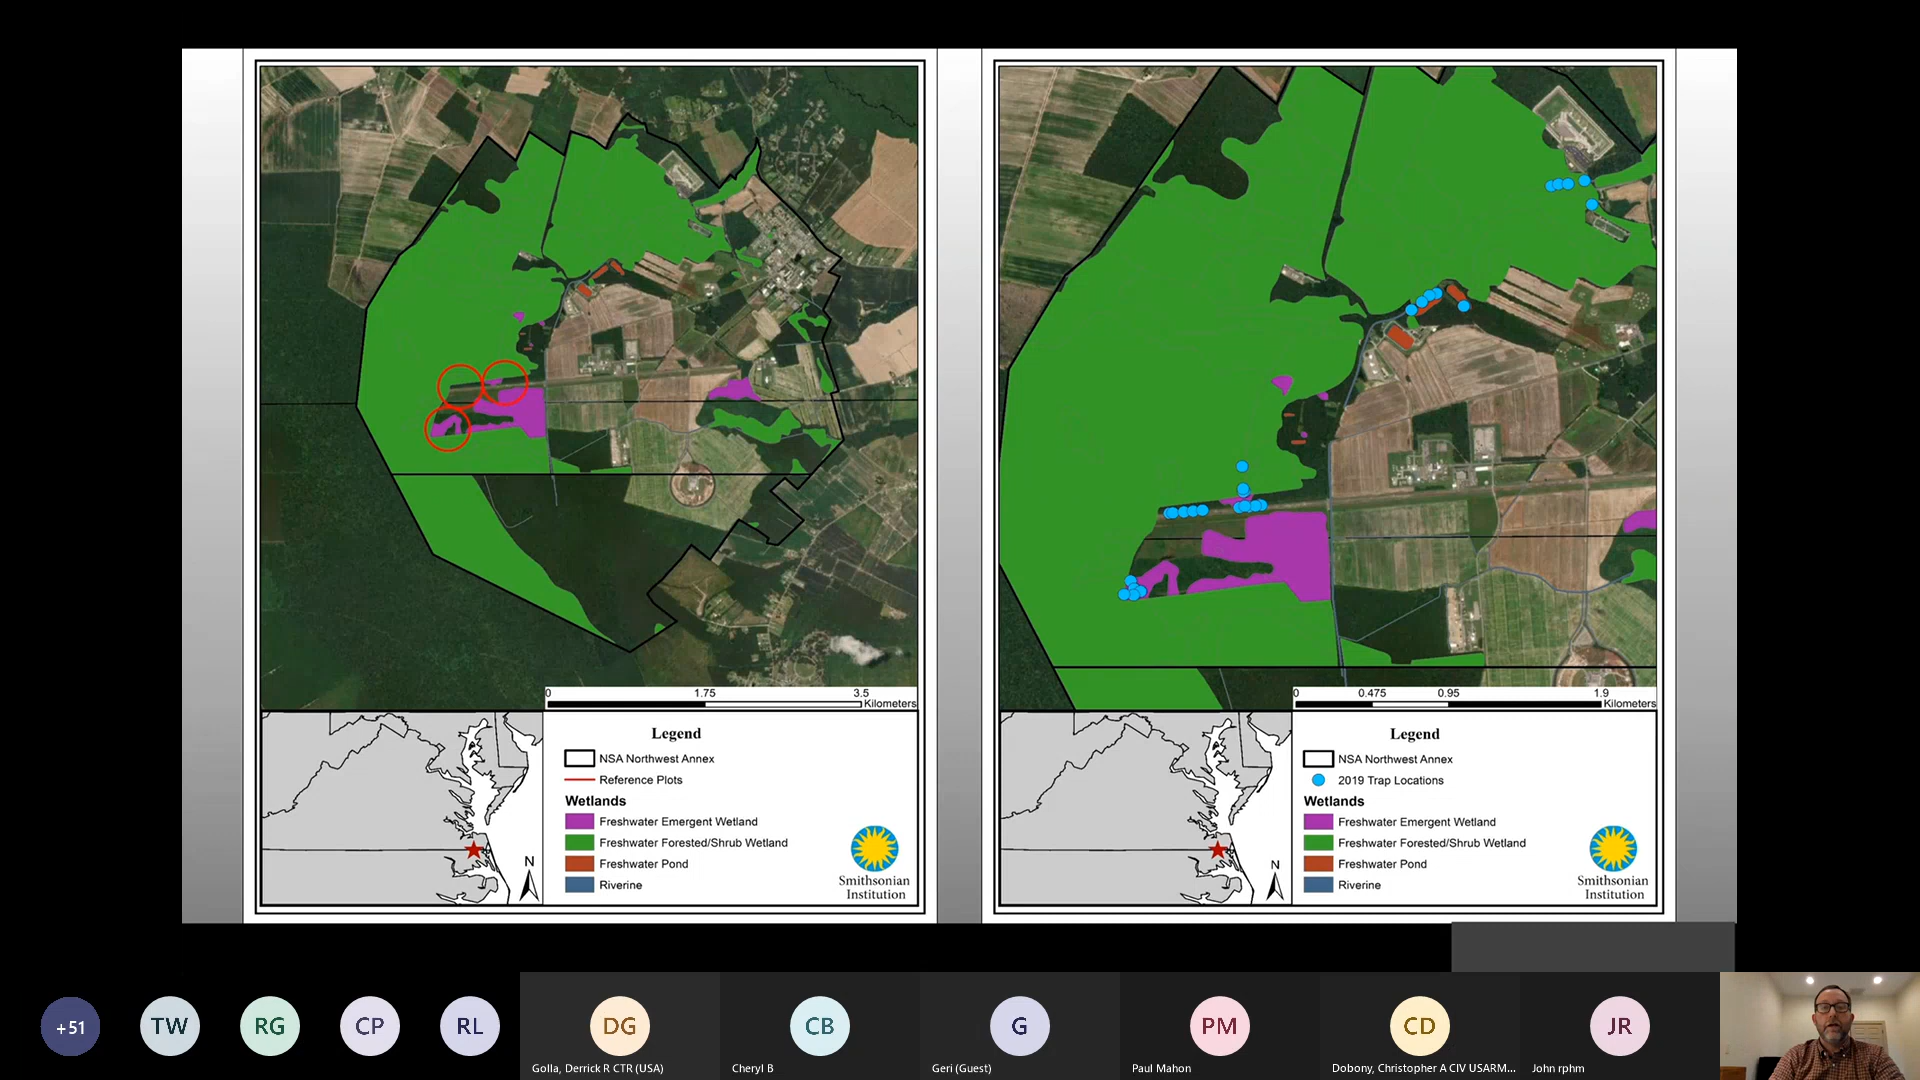 0 1.75 3.5
Kilometers
Legend
NSA Northwest Annex
Reference Plots
Wetlands
Freshwater Emergent Wetland
Freshwater Forested/Shrub Wetland
Freshwater Pond
Riverine
N
Smithsonian
Institution
0 0.475 0.95 1.9
Kilometers
Legend
NSA Northwest Annex
2019 Trap Locations
Wetlands
Freshwater Emergent Wetland
Freshwater Forested/Shrub Wetland
Freshwater Pond
Riverine
N
Smithsonian
Institution
+51
TW
RG
CP
RL
DG
Golla, Derrick R CTR (USA)
CB
Cheryl B
G
Geri (Guest)
PM
Paul Mahon
CD
Dobony, Christopher A CIV USARM...
JR
John rphm